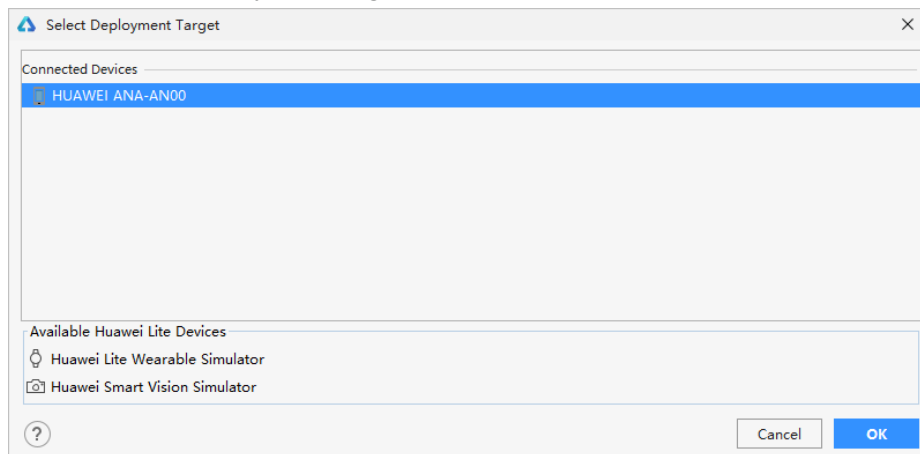 Select Deployment Target
Connected Devices
HUAWEI ANA-AN00
Available Huawei Lite Devices
Huawei Lite Wearable Simulator
Huawei Smart Vision Simulator
?
Cancel
OK